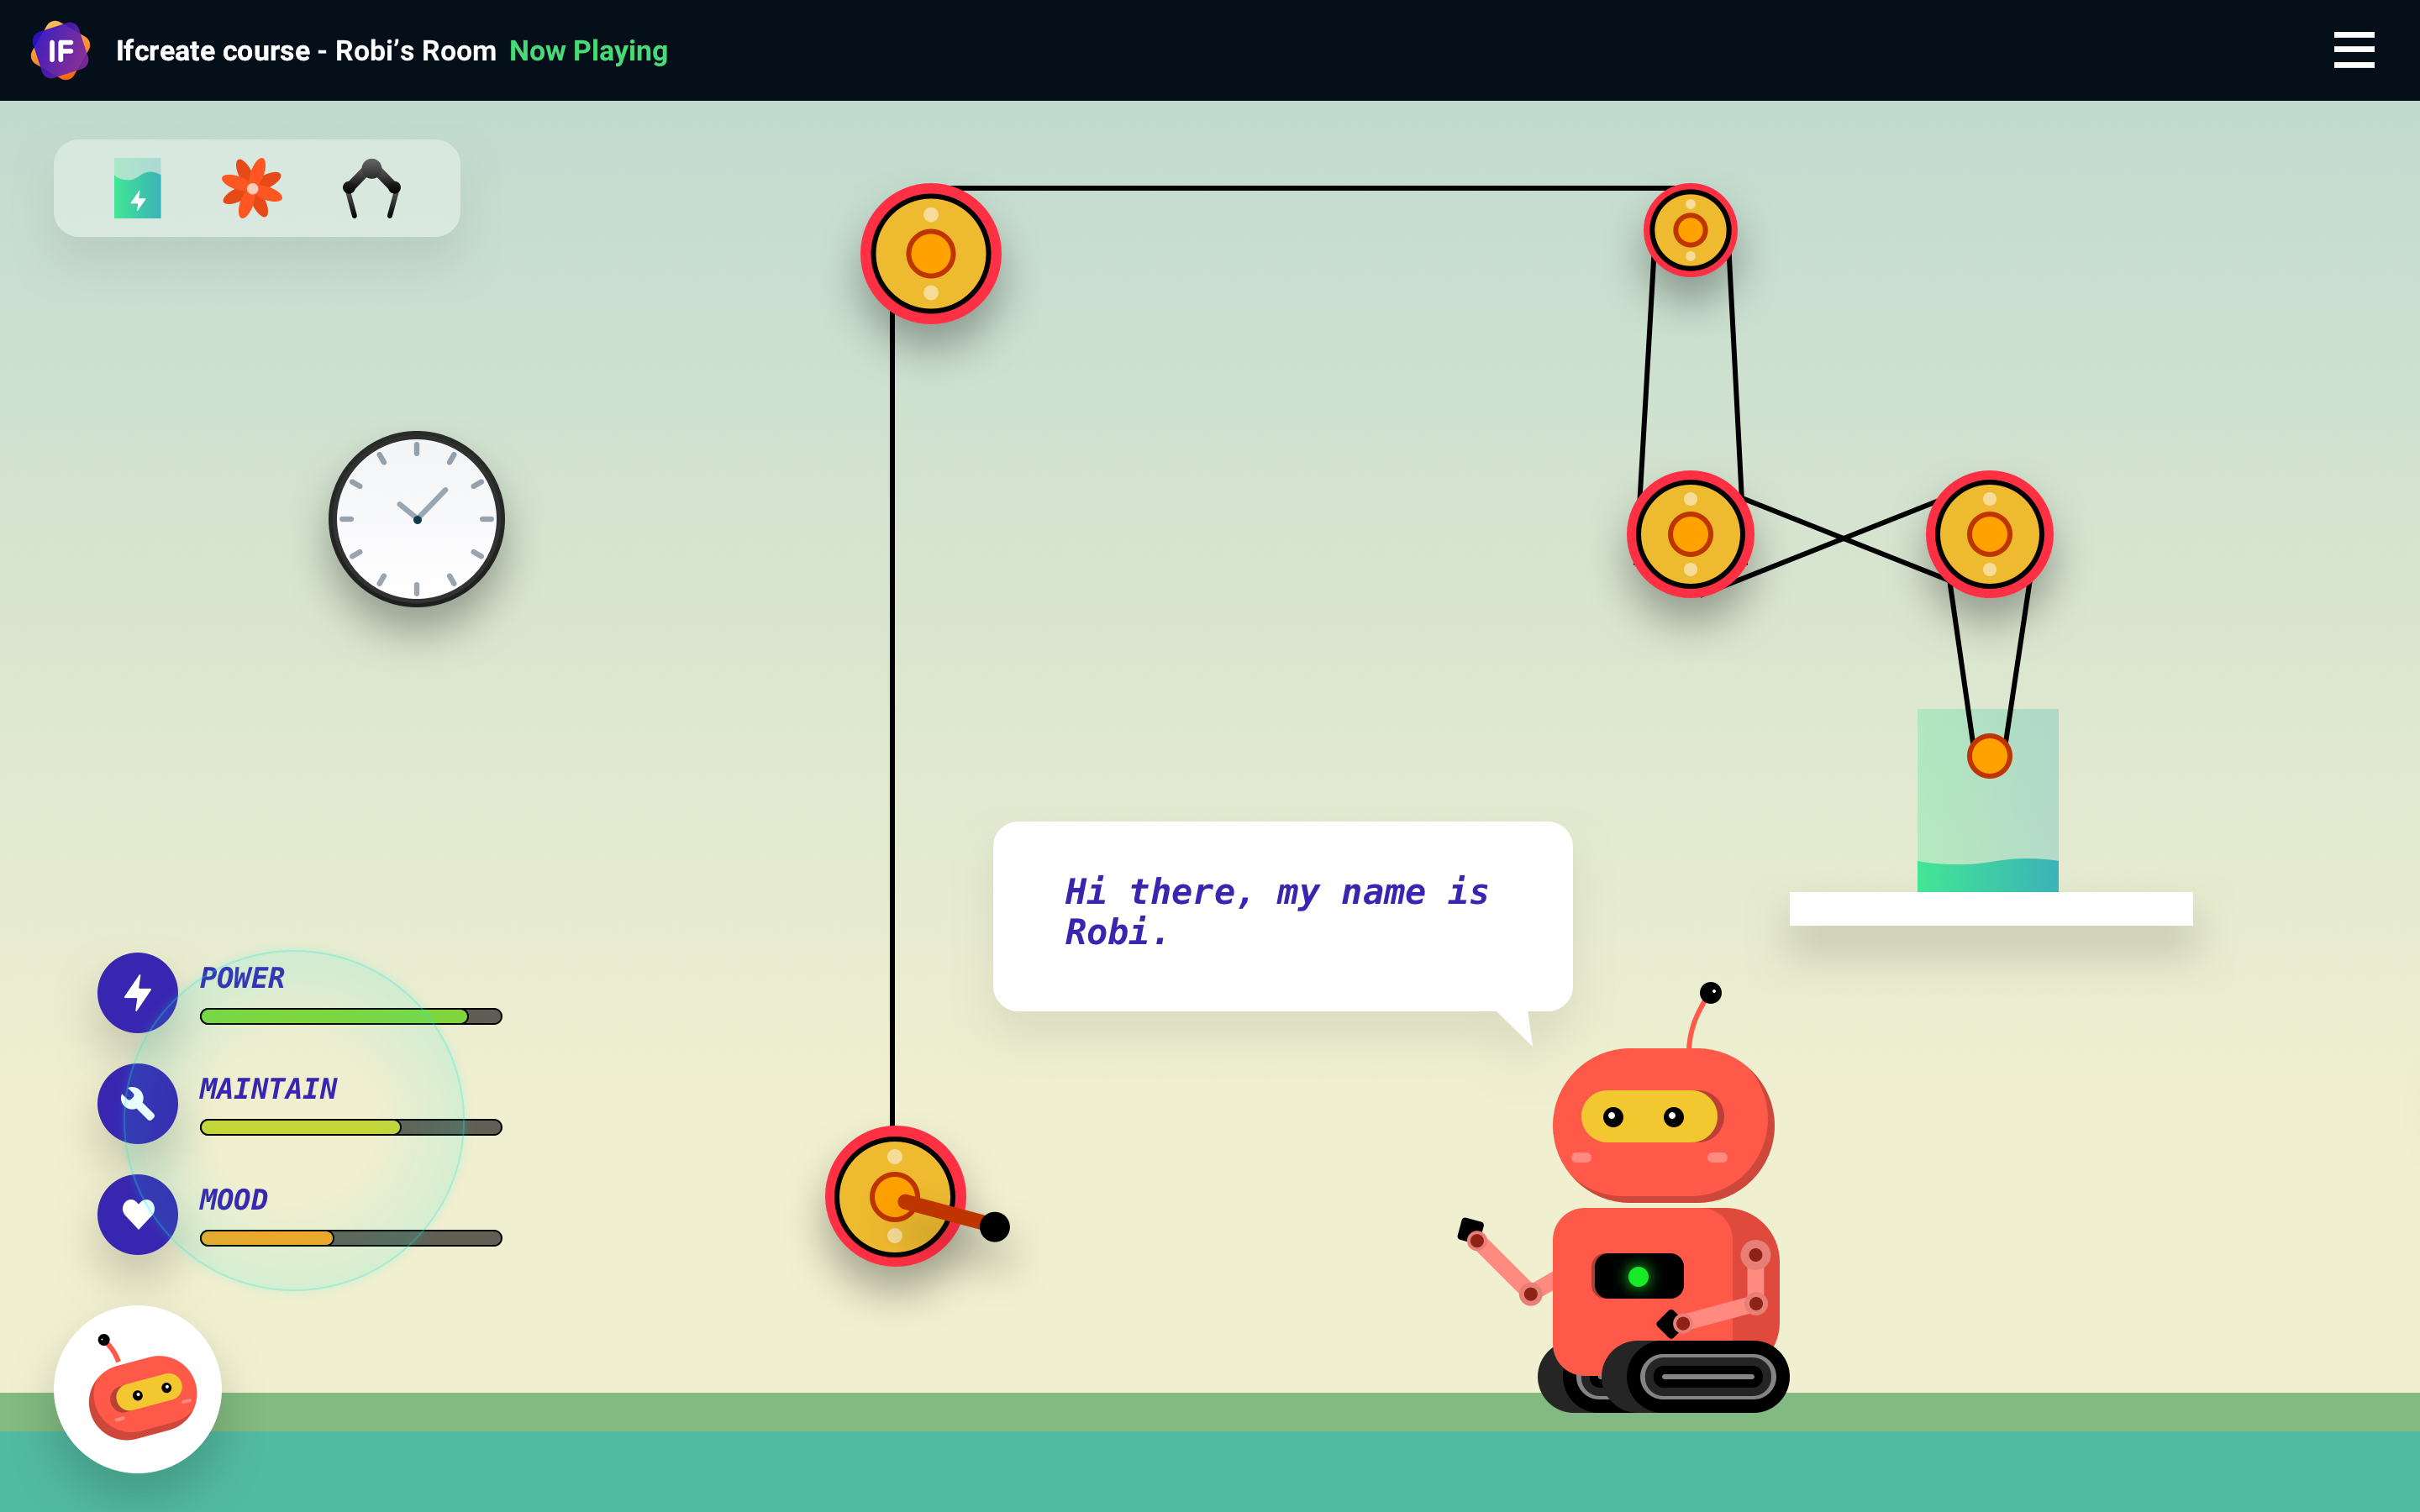 IF
Ifcreate course - Robi’s Room Now Playing
Hi there, my name is
Robi.
POWER
MAINTAIN
MOOD